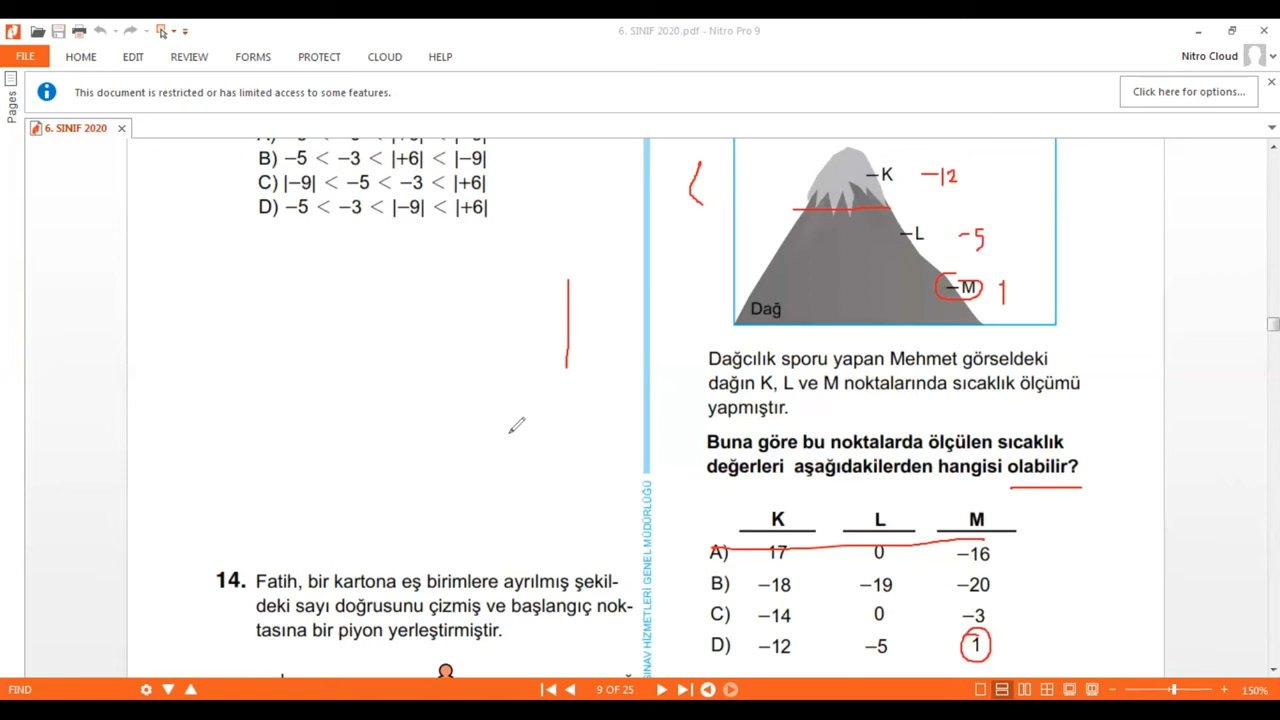 6. SINIF 2020.pdf - Nitro Pro 9
FILE HOME EDIT REVIEW FORMS PROTECT CLOUD HELP
Nitro Cloud
This document is restricted or has limited access to some features.
Click here for options...
Pages
6. SINIF 2020
B) –5 < –3 < |+6| < |–9|
C) |–9| < –5 < –3 < |+6|
D) –5 < –3 < |–9| < |+6|
14. Fatih, bir kartona eş birimlere ayrılmış şekil-
deki sayı doğrusunu çizmiş ve başlangıç nok-
tasına bir piyon yerleştirmiştir.
SINAV HİZMETLERİ GENEL MÜDÜRLÜĞÜ
K –12
L –5
M 1
Dağ
Dağcılık sporu yapan Mehmet görseldeki
dağın K, L ve M noktalarında sıcaklık ölçümü
yapmıştır.
Buna göre bu noktalarda ölçülen sıcaklık
değerleri aşağıdakilerden hangisi olabilir?
K L M
A) 17 0 –16
B) –18 –19 –20
C) –14 0 –3
D) –12 –5 1
FIND
9 OF 25
150%